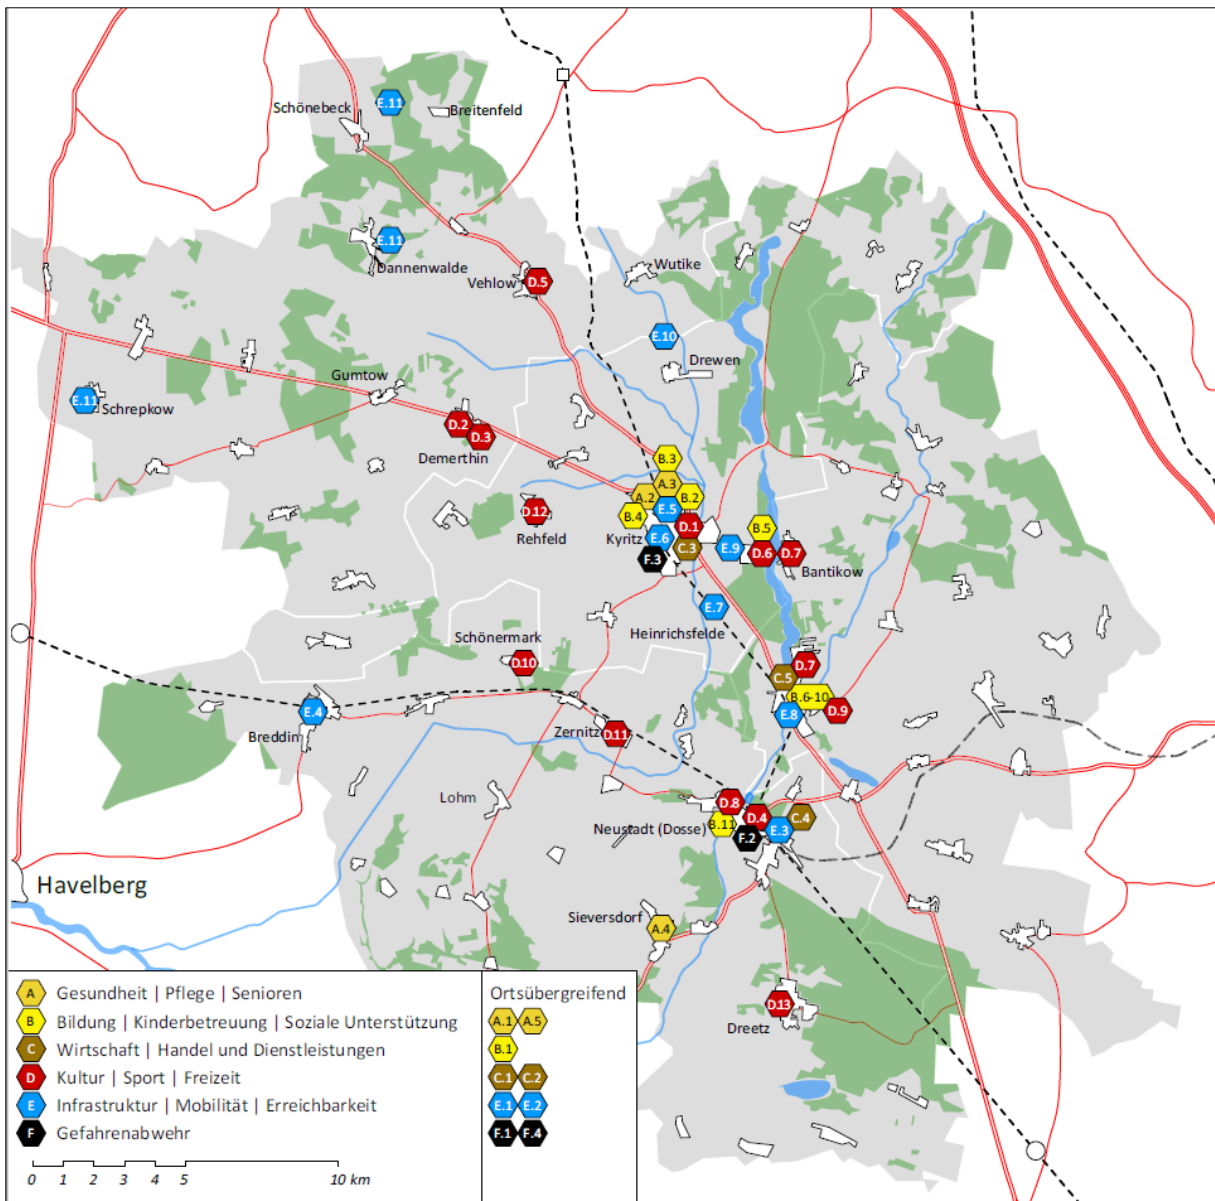 E.11
Schönebeck
Breitenfeld
E.11
Dannenwalde
Vehlow
D.5
Wutike
E.10
Drewen
Gumtow
E.11
Schrepkow
D.2
D.3
Demerthin
B.3
A.3
A.2
B.2
D.12
B.4
E.5
Rehfeld
Kyritz
D.1
B.5
E.6
C.3
E.9
D.6
D.7
F.3
Bantikow
E.7
Heinrichsfelde
Schönermark
D.10
D.7
C.5
B.6-10
E.4
E.8
D.9
Breddin
Zernitz
D.11
Lohm
D.8
D.4
C.4
Neustadt (Dosse)
B.11
E.3
F.2
Havelberg
Sieversdorf
A.4
D.13
Dreetz
A Gesundheit | Pflege | Senioren
B Bildung | Kinderbetreuung | Soziale Unterstützung
C Wirtschaft | Handel und Dienstleistungen
D Kultur | Sport | Freizeit
E Infrastruktur | Mobilität | Erreichbarkeit
F Gefahrenabwehr
0 1 2 3 4 5 10 km
Ortsübergreifend
A.1 A.5
B.1
C.1 C.2
E.1 E.2
F.1 F.4